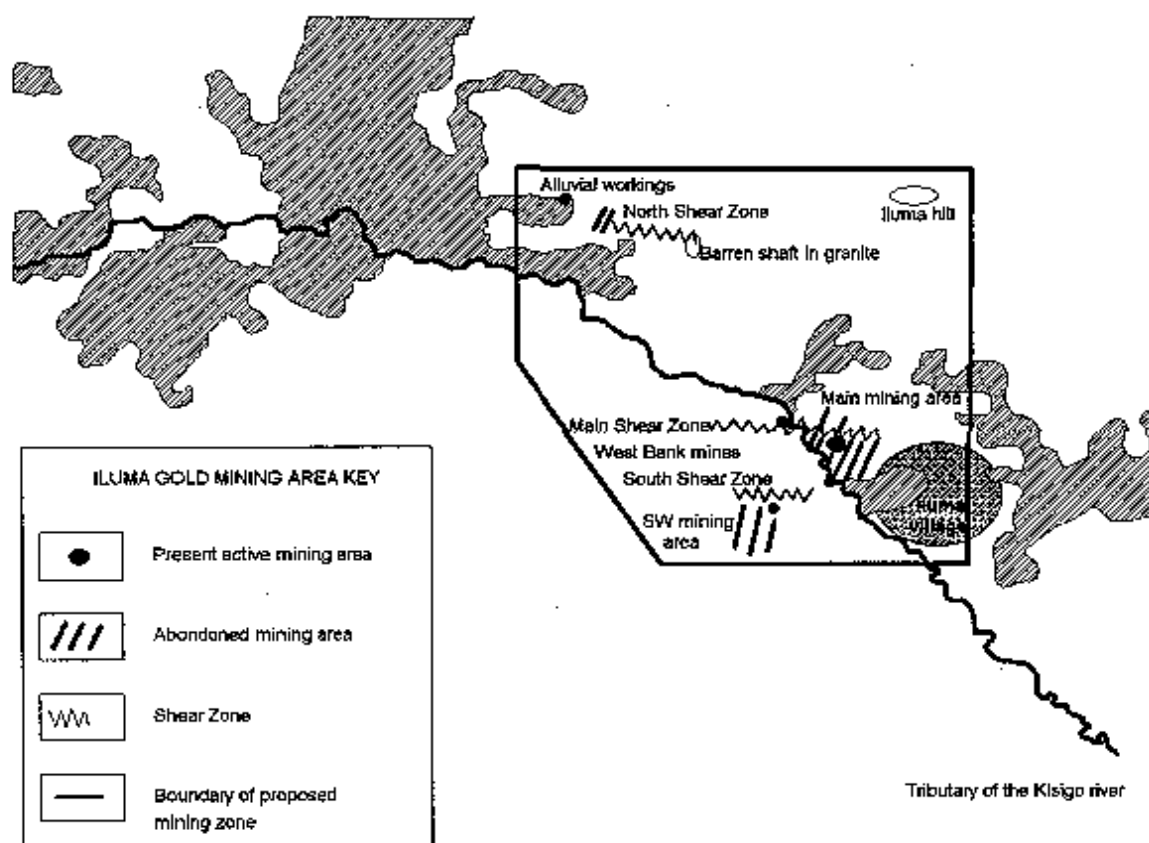 Alluvial workings
Iluma hill
North Shear Zone
Barren shaft in granite
Main mining area
Main Shear Zone
West Bank mines
South Shear Zone
SW mining
area
Iluma
village
ILUMA GOLD MINING AREA KEY
Present active mining area
Abondoned mining area
Shear Zone
Boundary of proposed
mining zone
Tributary of the Kisigo river